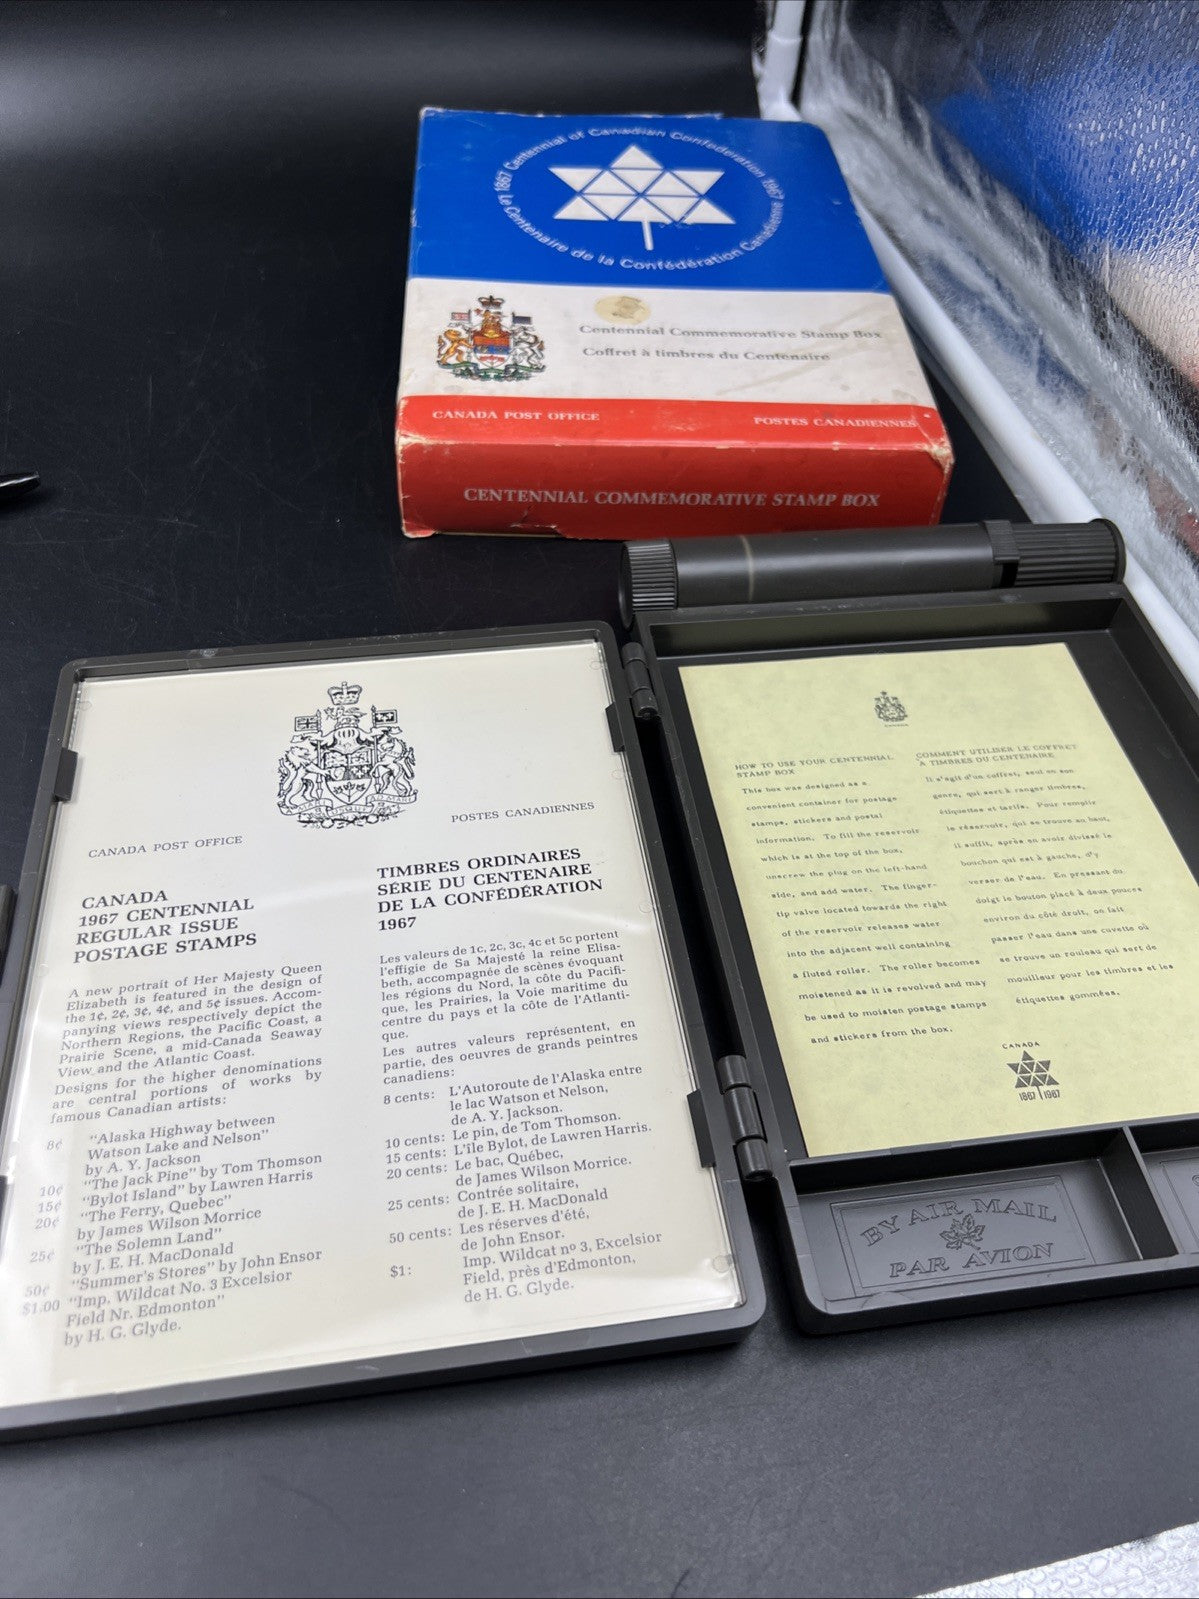 1867 Centennial of Canadian Confederation 1967
Le Centenaire de la Confédération Canadienne
Centennial Commemorative Stamp Box
Coffret à timbres du Centenaire
CANADA POST OFFICE
POSTES CANADIENNES
CENTENNIAL COMMEMORATIVE STAMP BOX
CANADA POST OFFICE
POSTES CANADIENNES
CANADA
1967 CENTENNIAL
REGULAR ISSUE
POSTAGE STAMPS
A new portrait of Her Majesty Queen
Elizabeth is featured in the design of
the 1¢, 2¢, 3¢, 4¢, and 5¢ issues. Accom-
panying views respectively depict the
Northern Regions, the Pacific Coast, a
Prairie Scene, a mid-Canada Seaway
View and the Atlantic Coast.
Designs for the higher denominations
are central portions of works by
famous Canadian artists:
8¢ "Alaska Highway between
Watson Lake and Nelson"
by A. Y. Jackson
10¢ "The Jack Pine" by Tom Thomson
15¢ "Bylot Island" by Lawren Harris
20¢ "The Ferry, Quebec"
by James Wilson Morrice
25¢ "The Solemn Land"
by J. E. H. MacDonald
50¢ "Summer's Stores" by John Ensor
$1.00 "Imp. Wildcat No. 3 Excelsior
Field Nr. Edmonton"
by H. G. Glyde.
TIMBRES ORDINAIRES
SÉRIE DU CENTENAIRE
DE LA CONFÉDÉRATION
1967
Les valeurs de 1c, 2c, 3c, 4c et 5c portent
l'effigie de Sa Majesté la reine Elisa-
beth, accompagnée de scènes évoquant
les régions du Nord, la côte du Pacifi-
que, les Prairies, la Voie maritime du
centre du pays et la côte de l'Atlanti-
que.
Les autres valeurs représentent, en
partie, des oeuvres de grands peintres
canadiens:
8 cents: L'Autoroute de l'Alaska entre
le lac Watson et Nelson,
de A. Y. Jackson.
10 cents: Le pin, de Tom Thomson.
15 cents: L'île Bylot, de Lawren Harris.
20 cents: Le bac, Québec,
de James Wilson Morrice.
25 cents: Contrée solitaire,
de J. E. H. MacDonald
50 cents: Les réserves d'été,
de John Ensor.
$1: Imp. Wildcat nº 3, Excelsior
Field, près d'Edmonton,
de H. G. Glyde.
CANADA
HOW TO USE YOUR CENTENNIAL
STAMP BOX
This box was designed as a
convenient container for postage
stamps, stickers and postal
information. To fill the reservoir
which is at the top of the box,
unscrew the plug on the left-hand
side, and add water. The finger-
tip valve located towards the right
of the reservoir releases water
into the adjacent well containing
a fluted roller. The roller becomes
moistened as it is revolved and may
be used to moisten postage stamps
and stickers from the box.
COMMENT UTILISER LE COFFRET
A TIMBRES DU CENTENAIRE
Il s'agit d'un coffret, seul en son
genre, qui sert à ranger timbres,
étiquettes et tarifs. Pour remplir
le réservoir, qui se trouve en haut,
il suffit, après en avoir dévissé le
bouchon qui est à gauche, d'y
verser de l'eau. En pressant du
doigt le bouton placé à deux pouces
environ du côté droit, on fait
passer l'eau dans une cuvette où
se trouve un rouleau qui sert de
mouilleur pour les timbres et les
étiquettes gommées.
CANADA
1867 1967
BY AIR MAIL
PAR AVION